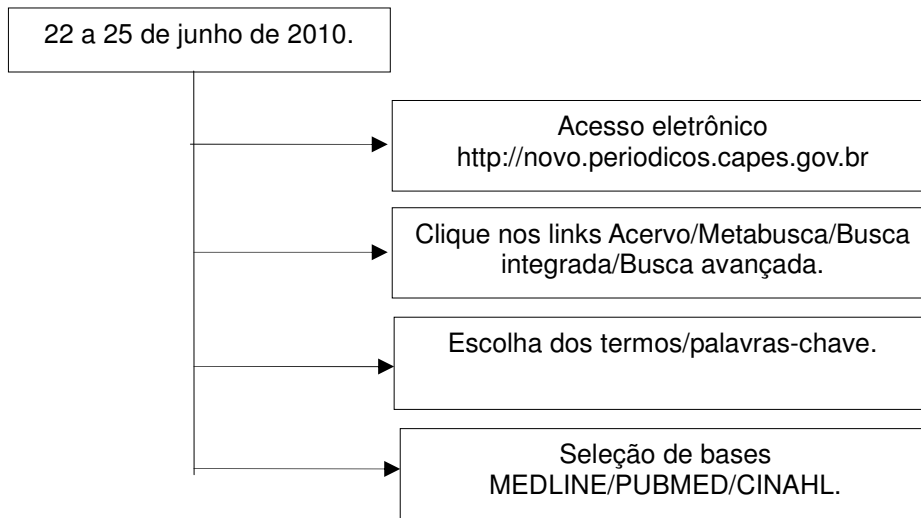 22 a 25 de junho de 2010.
Acesso eletrônico
http://novo.periodicos.capes.gov.br
Clique nos links Acervo/Metabusca/Busca
integrada/Busca avançada.
Escolha dos termos/palavras-chave.
Seleção de bases
MEDLINE/PUBMED/CINAHL.